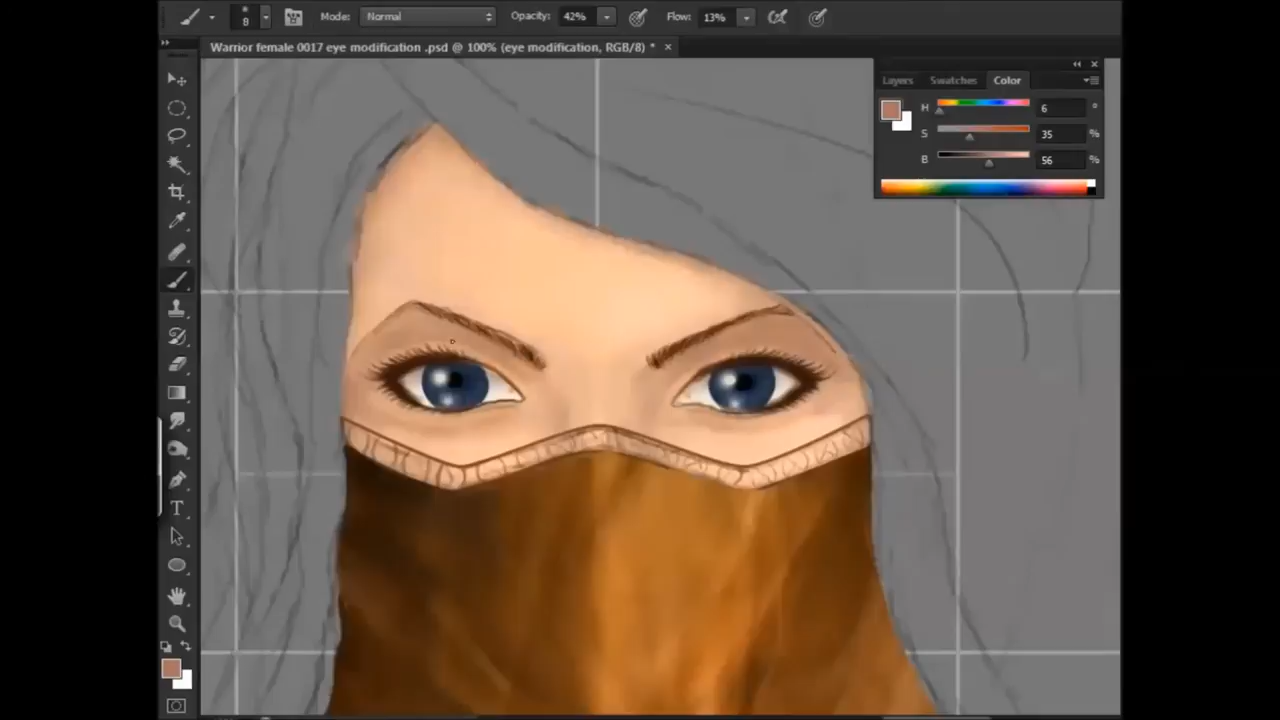 9 Mode: Normal Opacity: 42% Flow: 13%
Warrior female 0017 eye modification .psd @ 100% (eye modification, RGB/8) * ×
Layers Swatches Color
H 6 °
S 35 %
B 56 %
T